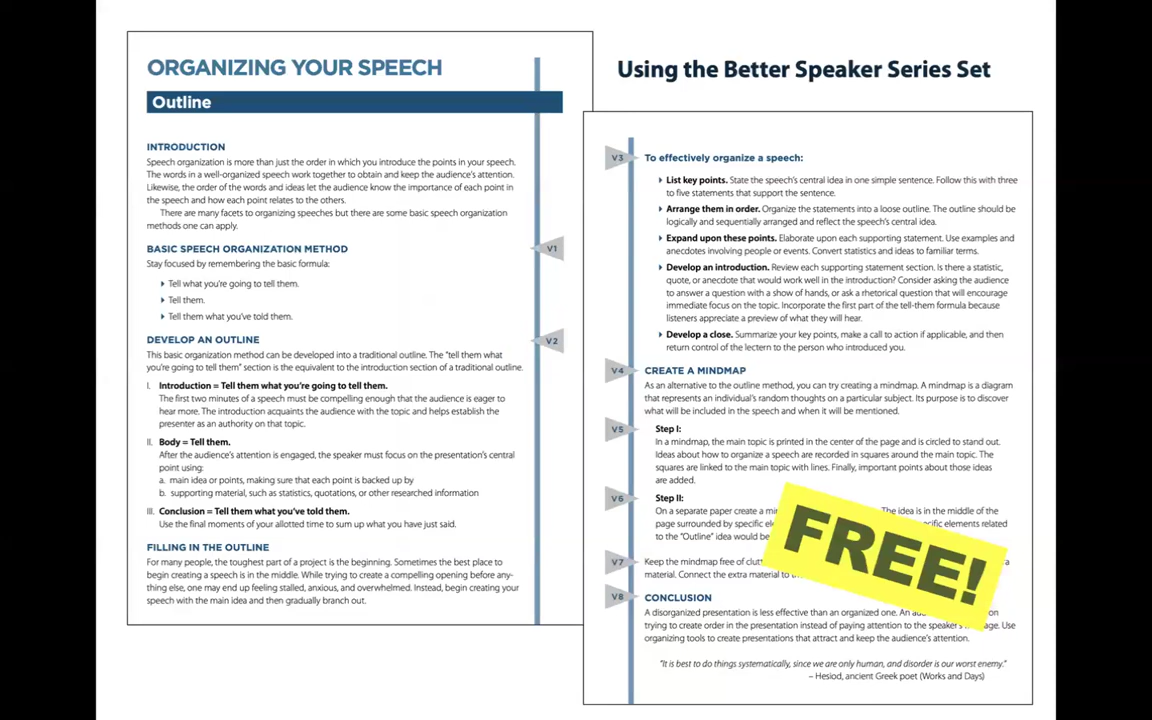 ORGANIZING YOUR SPEECH
Outline
INTRODUCTION
Speech organization is more than just the order in which you introduce the points in your speech.
The words in a well-organized speech work together to obtain and keep the audience's attention.
Likewise, the order of the words and ideas let the audience know the importance of each point in
the speech and how each point relates to the others.
There are many facets to organizing speeches but there are some basic speech organization
methods one can apply.
BASIC SPEECH ORGANIZATION METHOD
V1
Stay focused by remembering the basic formula:
Tell what you're going to tell them.
Tell them.
Tell them what you've told them.
DEVELOP AN OUTLINE
V2
This basic organization method can be developed into a traditional outline. The "tell them what
you're going to tell them" section is the equivalent to the introduction section of a traditional outline.
I. Introduction = Tell them what you're going to tell them.
The first two minutes of a speech must be compelling enough that the audience is eager to
hear more. The introduction acquaints the audience with the topic and helps establish the
presenter as an authority on that topic.
II. Body = Tell them.
After the audience's attention is engaged, the speaker must focus on the presentation's central
point using:
a. main idea or points, making sure that each point is backed up by
b. supporting material, such as statistics, quotations, or other researched information
III. Conclusion = Tell them what you've told them.
Use the final moments of your allotted time to sum up what you have just said.
FILLING IN THE OUTLINE
For many people, the toughest part of a project is the beginning. Sometimes the best place to
begin creating a speech is in the middle. While trying to create a compelling opening before any-
thing else, one may end up feeling stalled, anxious, and overwhelmed. Instead, begin creating your
speech with the main idea and then gradually branch out.
Using the Better Speaker Series Set
V3
To effectively organize a speech:
List key points. State the speech's central idea in one simple sentence. Follow this with three
to five statements that support the sentence.
Arrange them in order. Organize the statements into a loose outline. The outline should be
logically and sequentially arranged and reflect the speech's central idea.
Expand upon these points. Elaborate upon each supporting statement. Use examples and
anecdotes involving people or events. Convert statistics and ideas to familiar terms.
Develop an introduction. Review each supporting statement section. Is there a statistic,
quote, or anecdote that would work well in the introduction? Consider asking the audience
to answer a question with a show of hands, or ask a rhetorical question that will encourage
immediate focus on the topic. Incorporate the first part of the tell-them formula because
listeners appreciate a preview of what they will hear.
Develop a close. Summarize your key points, make a call to action if applicable, and then
return control of the lectern to the person who introduced you.
V4
CREATE A MINDMAP
As an alternative to the outline method, you can try creating a mindmap. A mindmap is a diagram
that represents an individual's random thoughts on a particular subject. Its purpose is to discover
what will be included in the speech and when it will be mentioned.
V5
Step I:
In a mindmap, the main topic is printed in the center of the page and is circled to stand out.
Ideas about how to organize a speech are recorded in squares around the main topic. The
squares are linked to the main topic with lines. Finally, important points about those ideas
are added.
V6
Step II:
On a separate paper create a The idea is in the middle of the
page surrounded by specific elements related
to the "Outline" idea would be
V7
Keep the mindmap free of
material. Connect the extra material to
FREE!
V8
CONCLUSION
A disorganized presentation is less effective than an organized one. An on
trying to create order in the presentation instead of paying attention to the speaker's Use
organizing tools to create presentations that attract and keep the audience's attention.
"It is best to do things systematically, since we are only human, and disorder is our worst enemy."
– Hesiod, ancient Greek poet (Works and Days)